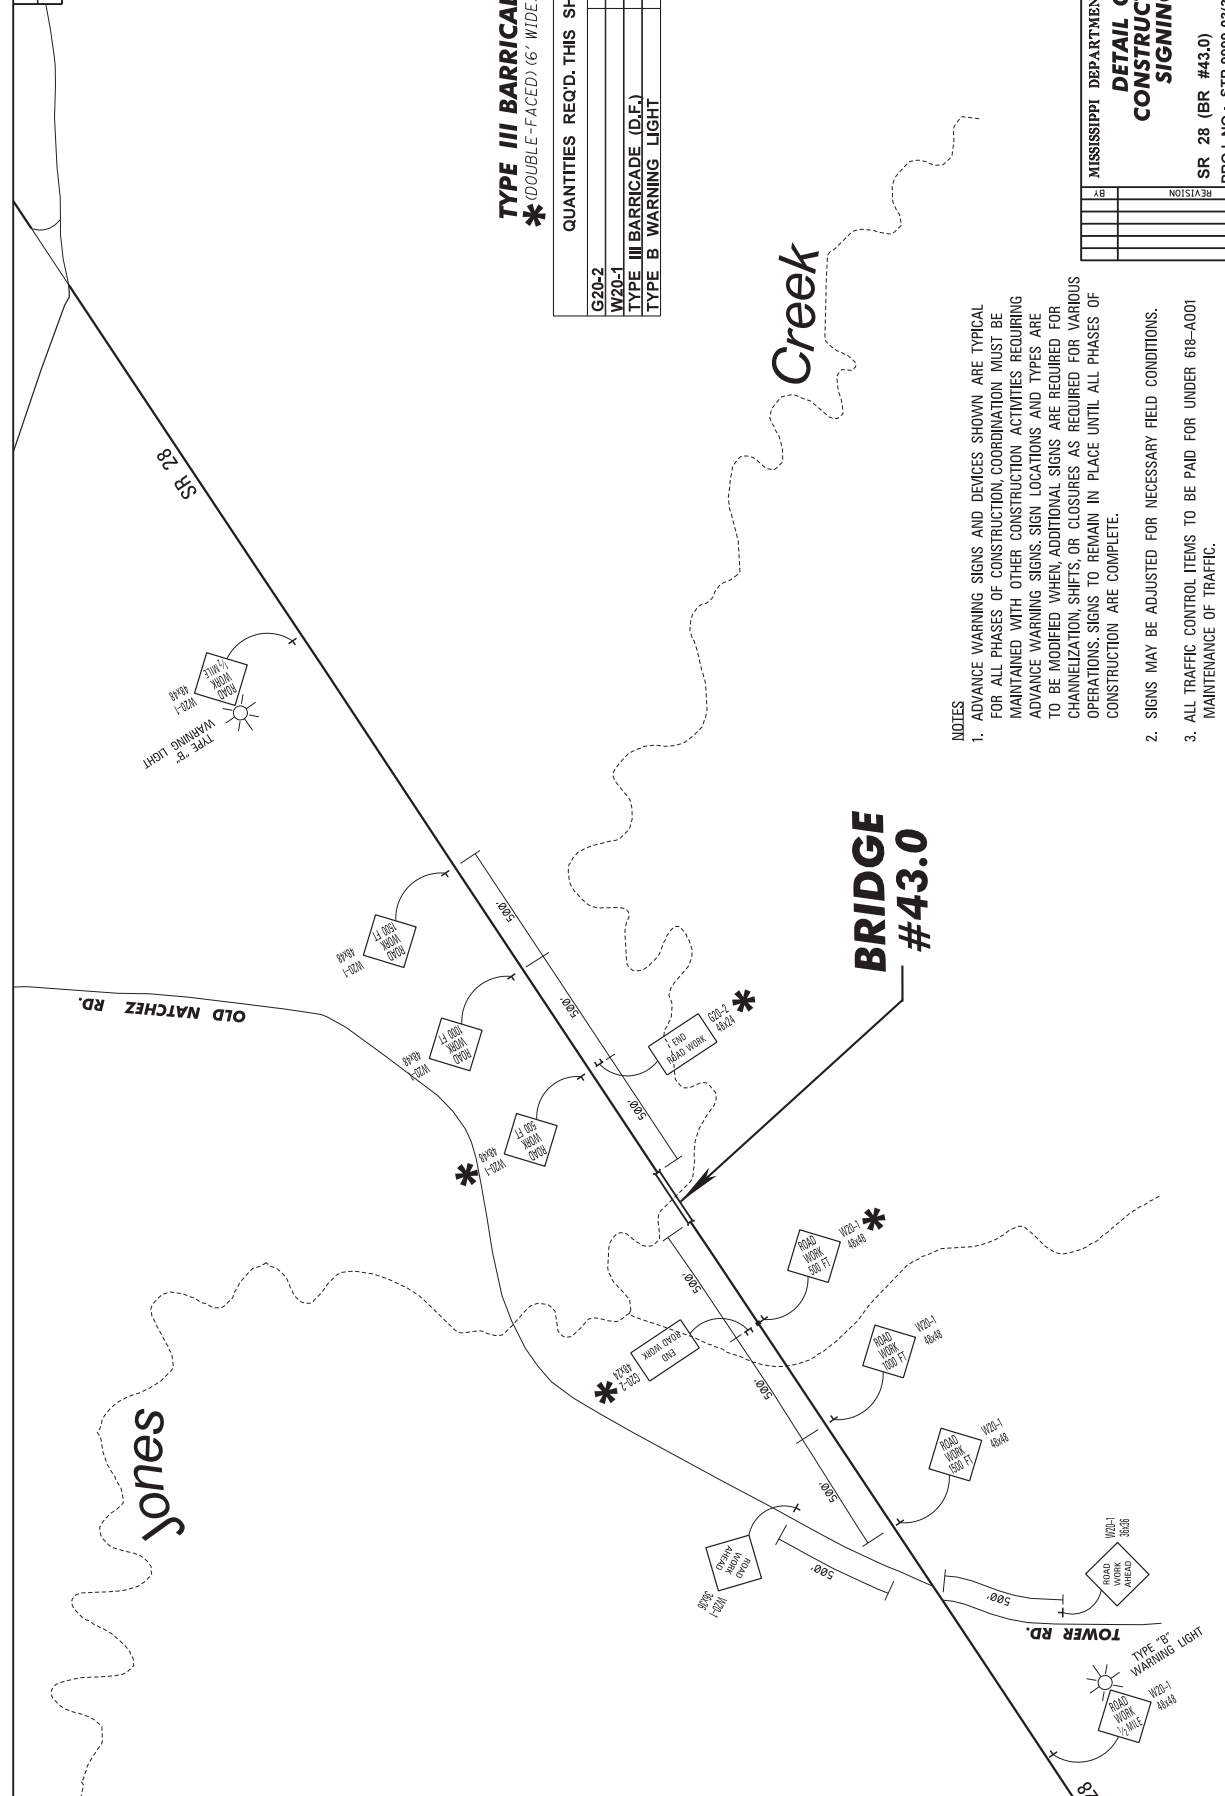 TYPE III BARRICAD
* (DOUBLE-FACED) (6' WIDE
QUANTITIES REQ'D. THIS SH
G20-2
W20-1
TYPE III BARRICADE (D.F.)
TYPE B WARNING LIGHT
MISSISSIPPI DEPARTMEN
DETAIL
CONSTRUCT
SIGNING
SR 28 (BR #43.0)
REVISION
BY
NOTES
1. ADVANCE WARNING SIGNS AND DEVICES SHOWN ARE TYPICAL
FOR ALL PHASES OF CONSTRUCTION, COORDINATION MUST BE
MAINTAINED WITH OTHER CONSTRUCTION ACTIVITIES REQUIRING
ADVANCE WARNING SIGNS. SIGN LOCATIONS AND TYPES ARE
TO BE MODIFIED WHEN, ADDITIONAL SIGNS ARE REQUIRED FOR
CHANNELIZATION, SHIFTS, OR CLOSURES AS REQUIRED FOR VARIOUS
OPERATIONS. SIGNS TO REMAIN IN PLACE UNTIL ALL PHASES OF
CONSTRUCTION ARE COMPLETE.
2. SIGNS MAY BE ADJUSTED FOR NECESSARY FIELD CONDITIONS.
3. ALL TRAFFIC CONTROL ITEMS TO BE PAID FOR UNDER 618-A001
MAINTENANCE OF TRAFFIC.
Jones
Creek
BRIDGE
#43.0
SR 28
OLD NATCHEZ RD.
TOWER RD.
TYPE "B"
WARNING LIGHT
W20-1
48x48
ROAD
WORK
1/2 MILE
W20-1
48x48
ROAD
WORK
1500 FT
W20-1
48x48
ROAD
WORK
1000 FT
*
W20-1
48x48
ROAD
WORK
500 FT
500'
500'
500'
END
ROAD WORK
G20-2
48x24
*
*
G20-2
48x24
END
ROAD WORK
500'
500'
500'
ROAD
WORK
500 FT
W20-1
48x48
*
ROAD
WORK
1000 FT
W20-1
48x48
ROAD
WORK
1500 FT
W20-1
48x48
W20-1
36x36
ROAD
WORK
AHEAD
500'
500'
W20-1
36x36
ROAD
WORK
AHEAD
TYPE "B"
WARNING LIGHT
ROAD
WORK
1/2 MILE
W20-1
48x48